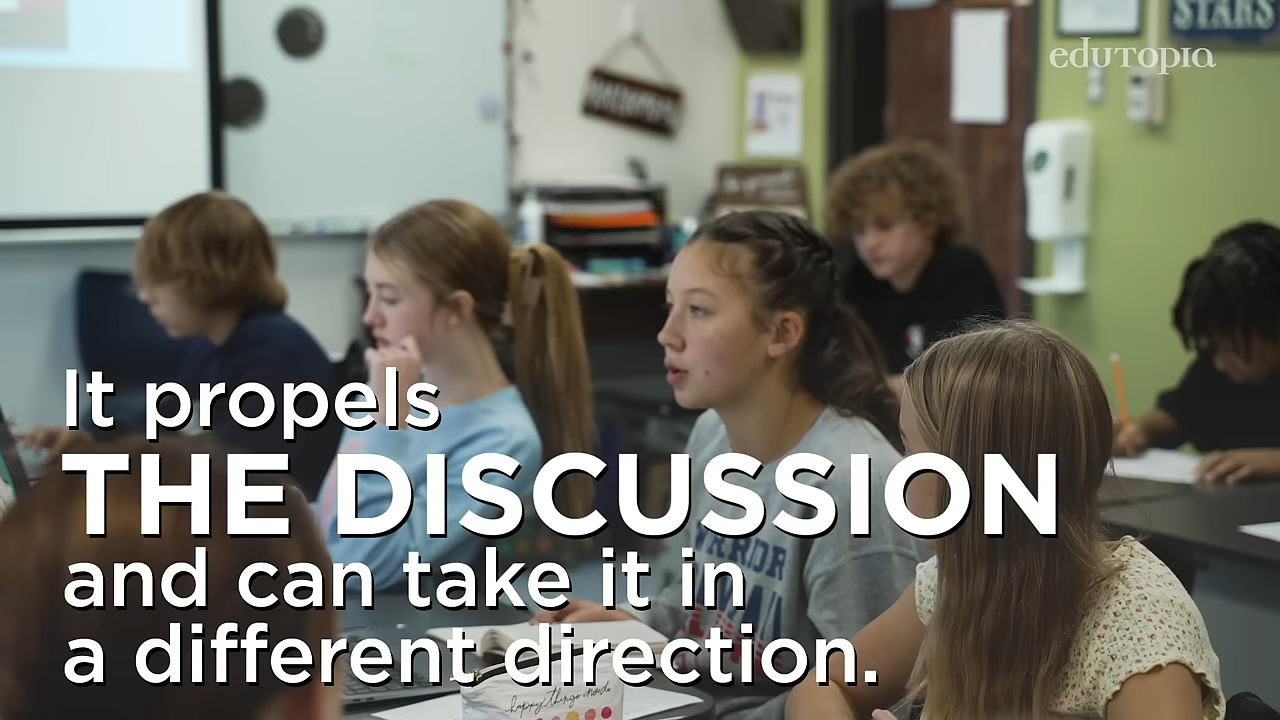 STARS
edutopia
It propels
THE DISCUSSION
and can take it in
a different direction.